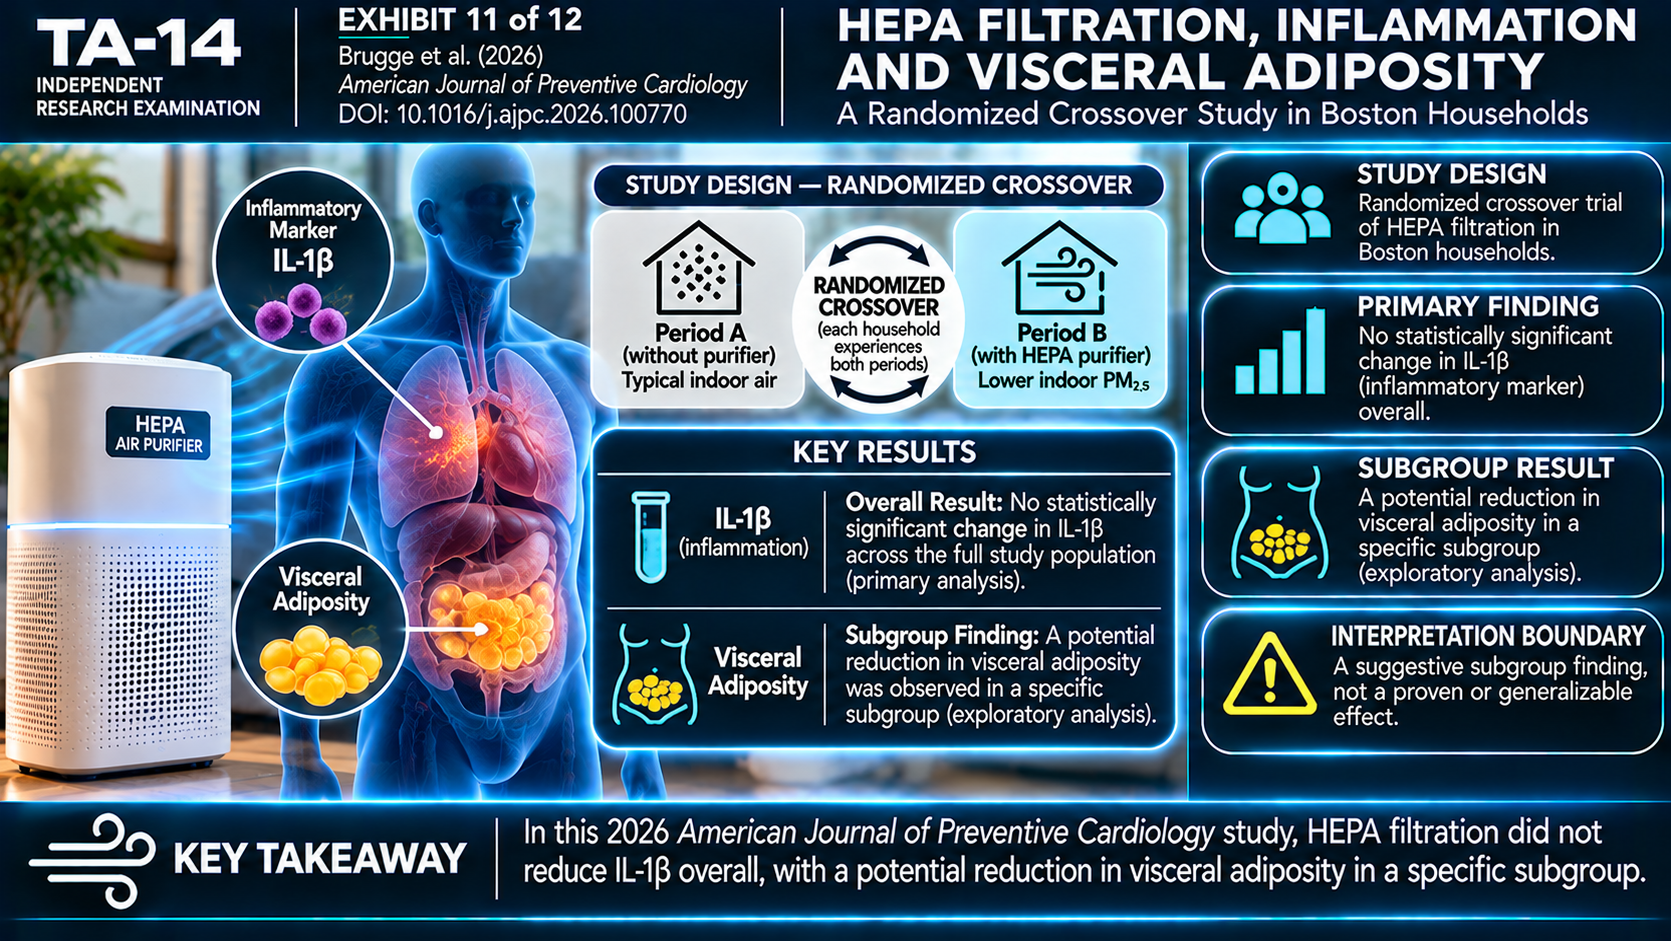 TA-14
INDEPENDENT
RESEARCH EXAMINATION
EXHIBIT 11 of 12
Brugge et al. (2026)
American Journal of Preventive Cardiology
DOI: 10.1016/j.ajpc.2026.100770
HEPA FILTRATION, INFLAMMATION
AND VISCERAL ADIPOSITY
A Randomized Crossover Study in Boston Households
Inflammatory
Marker
IL-1β
HEPA
AIR PURIFIER
Visceral
Adiposity
STUDY DESIGN — RANDOMIZED CROSSOVER
Period A
(without purifier)
Typical indoor air
RANDOMIZED
CROSSOVER
(each household
experiences
both periods)
Period B
(with HEPA purifier)
Lower indoor PM2.5
KEY RESULTS
IL-1β
(inflammation)
Overall Result: No statistically
significant change in IL-1β
across the full study population
(primary analysis).
Visceral
Adiposity
Subgroup Finding: A potential
reduction in visceral adiposity
was observed in a specific
subgroup (exploratory analysis).
STUDY DESIGN
Randomized crossover trial
of HEPA filtration in
Boston households.
PRIMARY FINDING
No statistically significant
change in IL-1β
(inflammatory marker)
overall.
SUBGROUP RESULT
A potential reduction in
visceral adiposity in a
specific subgroup
(exploratory analysis).
INTERPRETATION BOUNDARY
A suggestive subgroup finding,
not a proven or generalizable
effect.
KEY TAKEAWAY
In this 2026 American Journal of Preventive Cardiology study, HEPA filtration did not
reduce IL-1β overall, with a potential reduction in visceral adiposity in a specific subgroup.